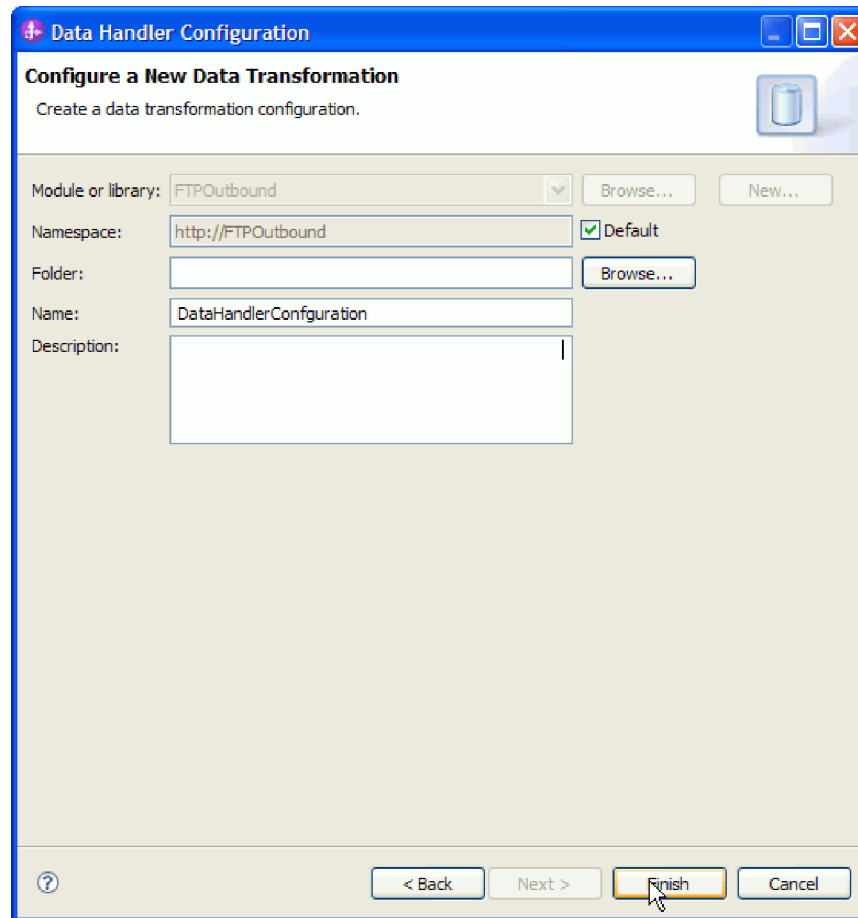 Data Handler Configuration
Configure a New Data Transformation
Create a data transformation configuration.
Module or library: FTPOutbound Browse... New...
Namespace: http://FTPOutbound Default
Folder: Browse...
Name: DataHandlerConfguration
Description:
? < Back Next > Finish Cancel